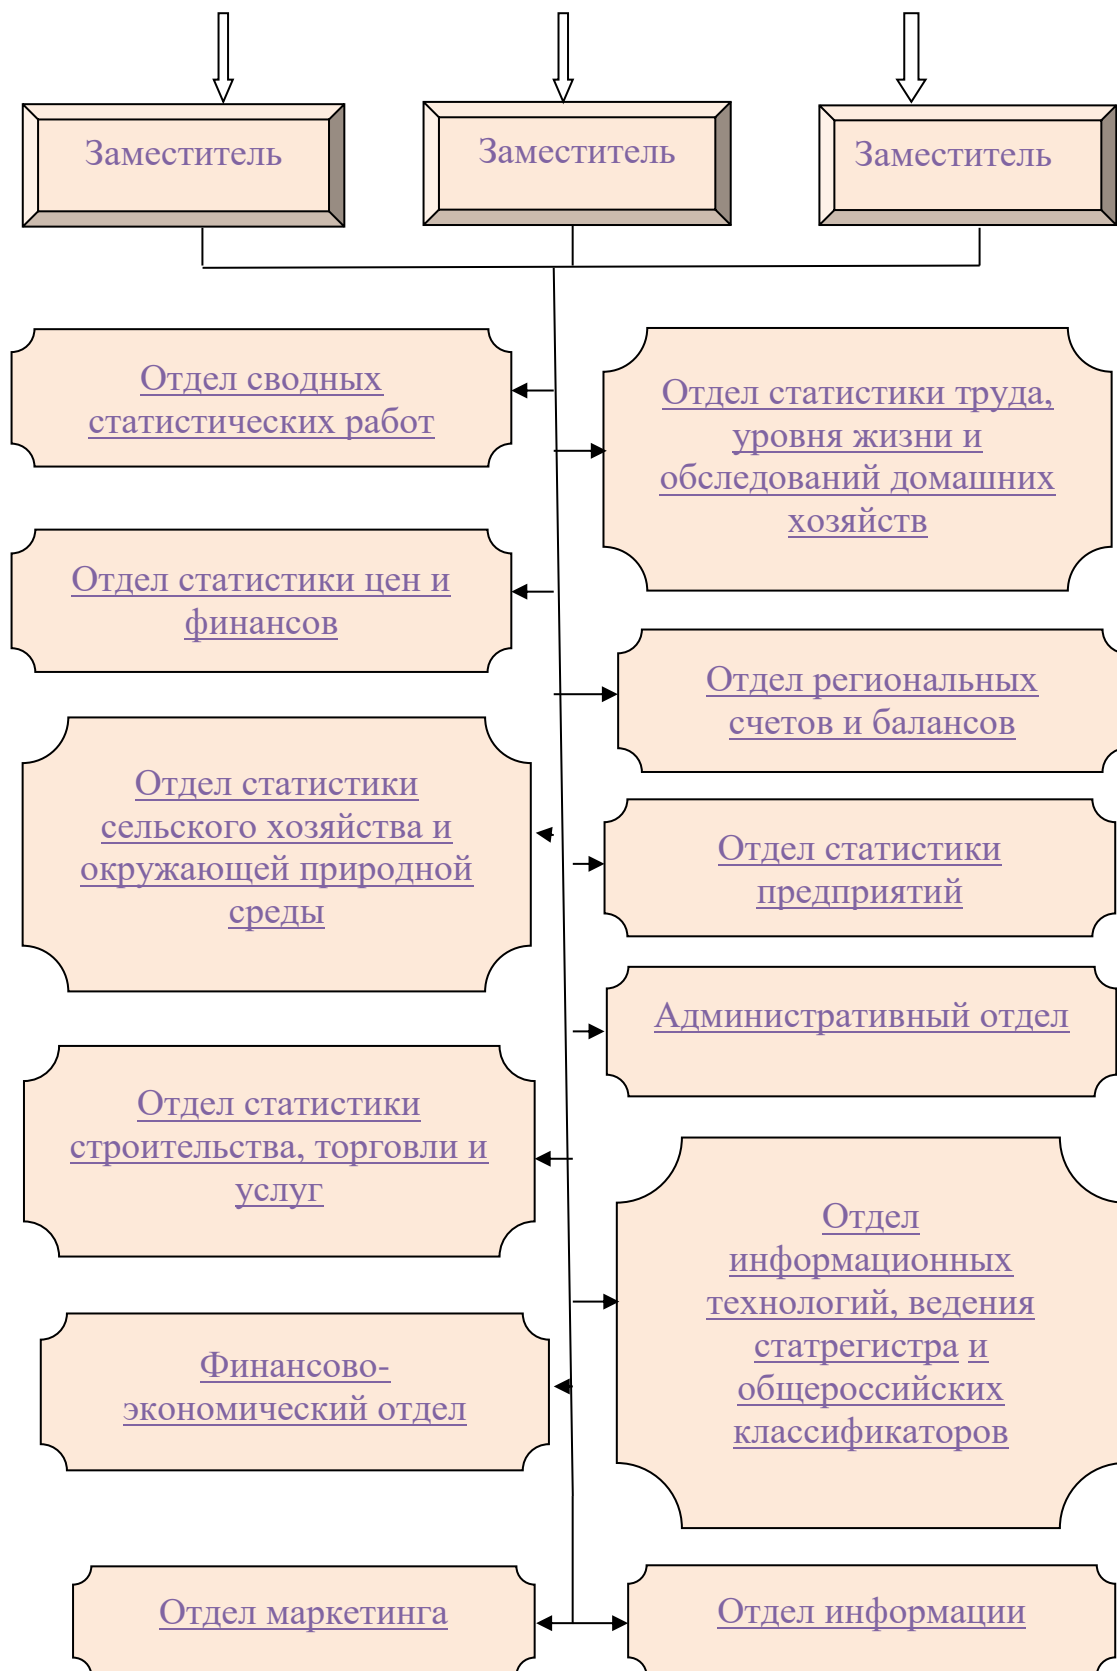 Заместитель
Заместитель
Заместитель
Отдел сводных
статистических работ
Отдел статистики труда,
уровня жизни и
обследований домашних
хозяйств
Отдел статистики цен и
финансов
Отдел региональных
счетов и балансов
Отдел статистики
сельского хозяйства и
окружающей природной
среды
Отдел статистики
предприятий
Административный отдел
Отдел статистики
строительства, торговли и
услуг
Отдел
информационных
технологий, ведения
статрегистра и
общероссийских
классификаторов
Финансово-
экономический отдел
Отдел маркетинга
Отдел информации